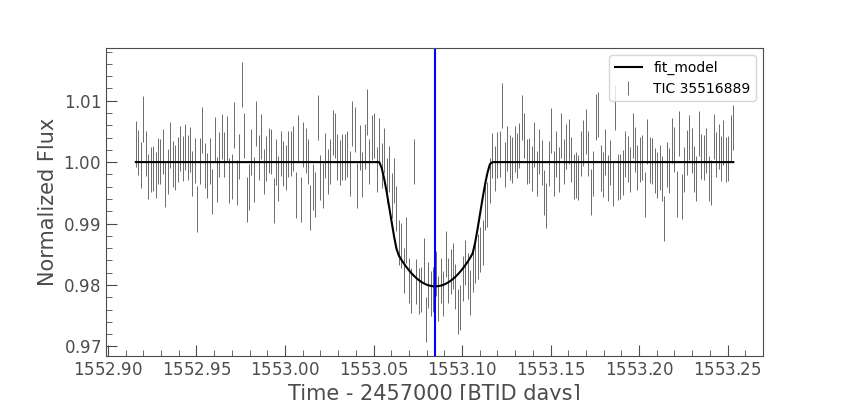 fit_model
TIC 35516889
Normalized Flux
1.01
1.00
0.99
0.98
0.97
1552.90 1552.95 1553.00 1553.05 1553.10 1553.15 1553.20 1553.25
Time - 2457000 [BTJD days]